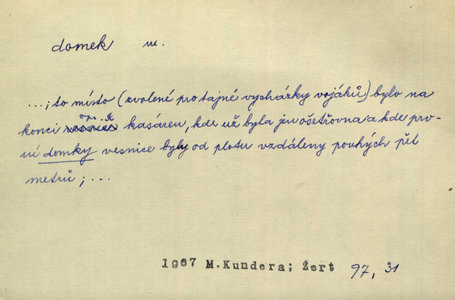 domek m.
...; to místo (zvolené pro tajné vycházky vojáků) bylo na
konci kasáren, kde už byla jen ošetřovna a kde prv-
ní domky vesnice byly od plotu vzdáleny pouhých pět
metrů; ...
1967 M.Kundera; Žert 97, 31